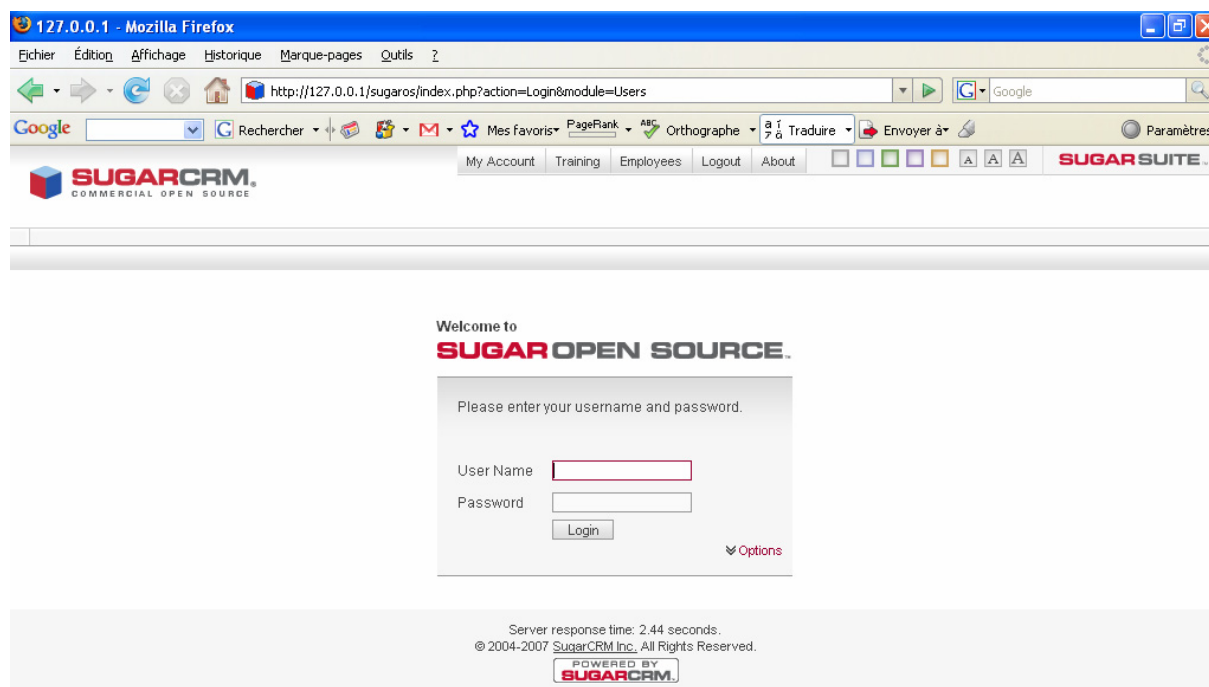 127.0.0.1 - Mozilla Firefox
Fichier Édition Affichage Historique Marque-pages Outils ?
http://127.0.0.1/sugaros/index.php?action=Login&module=Users G Google
Google G Rechercher Mes favoris PageRank ABC Orthographe Traduire Envoyer à Paramètres
My Account Training Employees Logout About A A A SUGAR SUITE.
SUGARCRM.
COMMERCIAL OPEN SOURCE
Welcome to
SUGAR OPEN SOURCE.
Please enter your username and password.
User Name
Password
Login
Options
Server response time: 2.44 seconds.
© 2004-2007 SugarCRM Inc. All Rights Reserved.
POWERED BY
SUGARCRM.